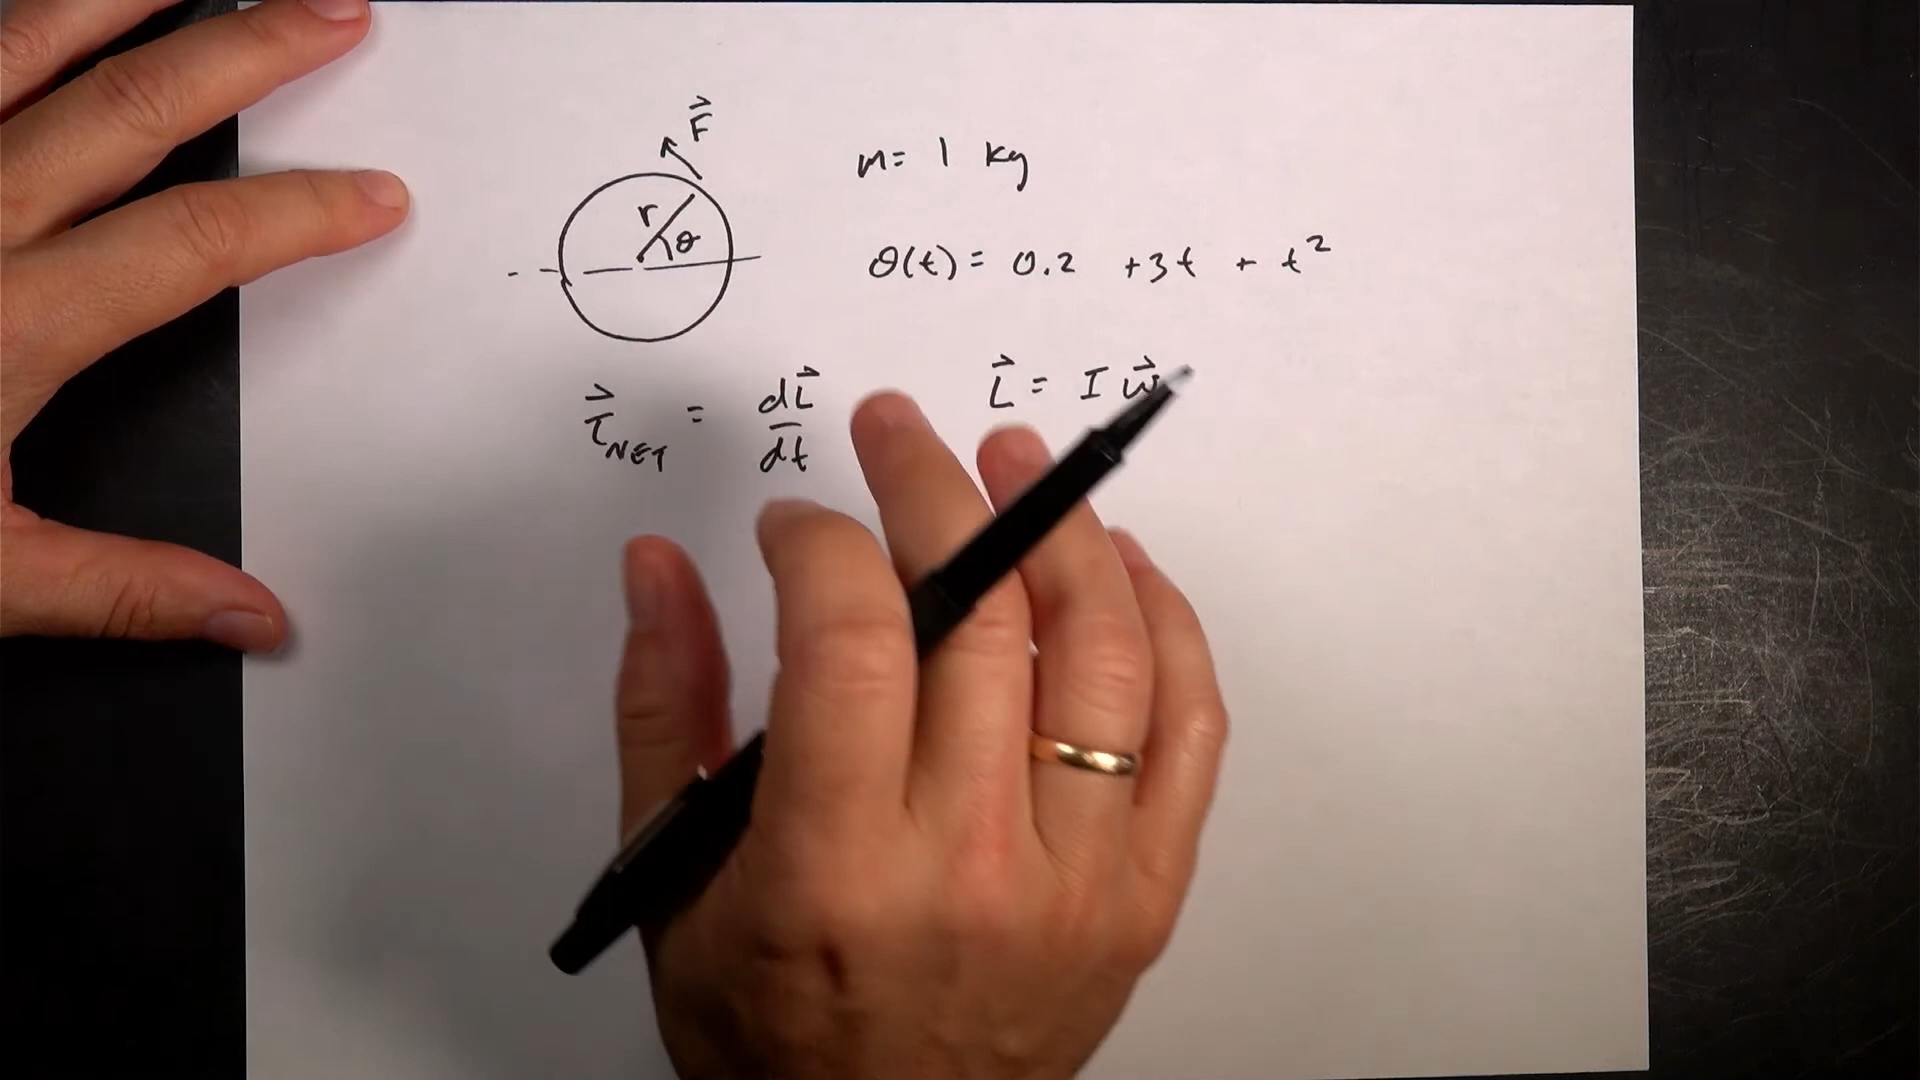 F⃗
m= 1 kg
r θ
θ(t)= 0.2 +3t + t²
τ⃗NET = dL⃗/dt
L⃗ = I ω⃗